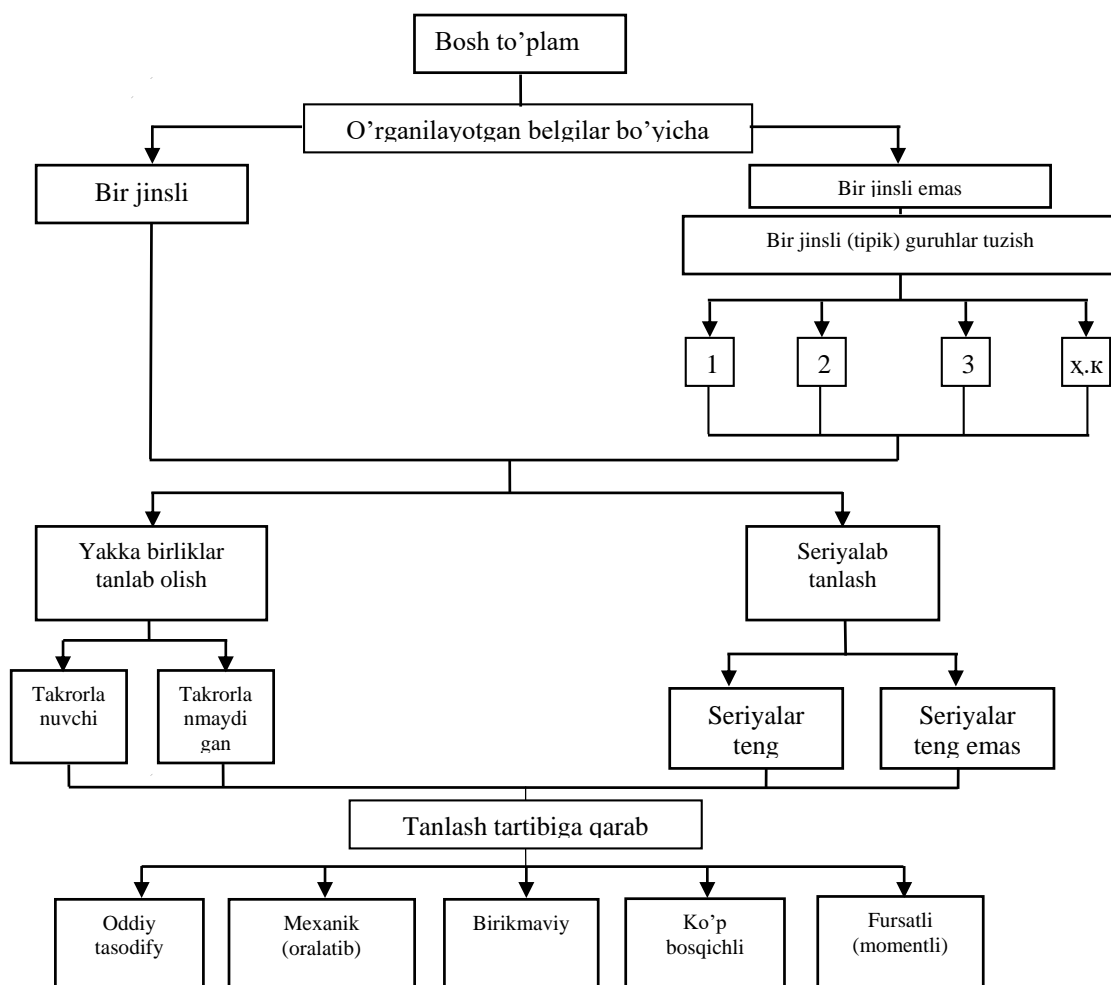 Bosh to’plam
O’rganilayotgan belgilar bo’yicha
Bir jinsli
Bir jinsli emas
Bir jinsli (tipik) guruhlar tuzish
1
2
3
ҳ.к
Yakka birliklar
tanlab olish
Seriyalab
tanlash
Takrorla
nuvchi
Takrorla
nmaydi
gan
Seriyalar
teng
Seriyalar
teng emas
Tanlash tartibiga qarab
Oddiy
tasodify
Mexanik
(oralatib)
Birikmaviy
Ko’p
bosqichli
Fursatli
(momentli)